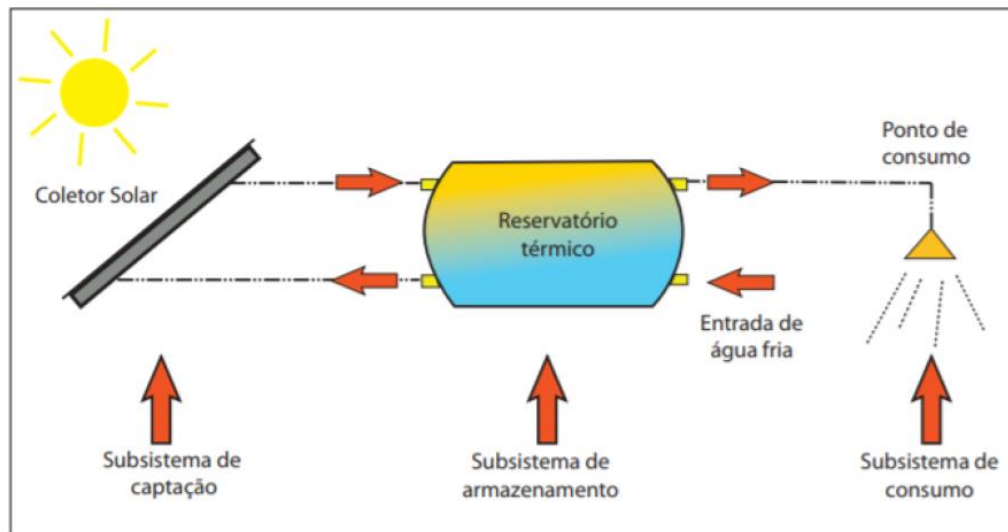 Coletor Solar
Reservatório
térmico
Ponto de
consumo
Entrada de
água fria
Subsistema de
captação
Subsistema de
armazenamento
Subsistema de
consumo